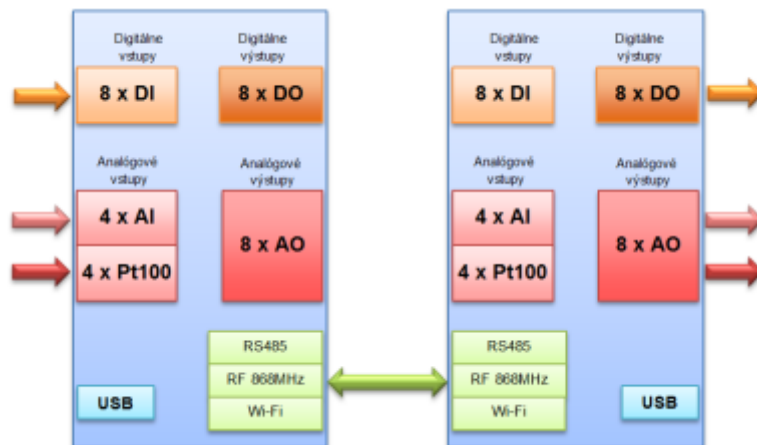 Digitálne
vstupy
Digitálne
výstupy
8 x DI
8 x DO
Analógové
vstupy
Analógové
výstupy
4 x AI
4 x Pt100
8 x AO
RS485
RF 868MHz
Wi-Fi
USB
Digitálne
vstupy
Digitálne
výstupy
8 x DI
8 x DO
Analógové
vstupy
Analógové
výstupy
4 x AI
4 x Pt100
8 x AO
RS485
RF 868MHz
Wi-Fi
USB